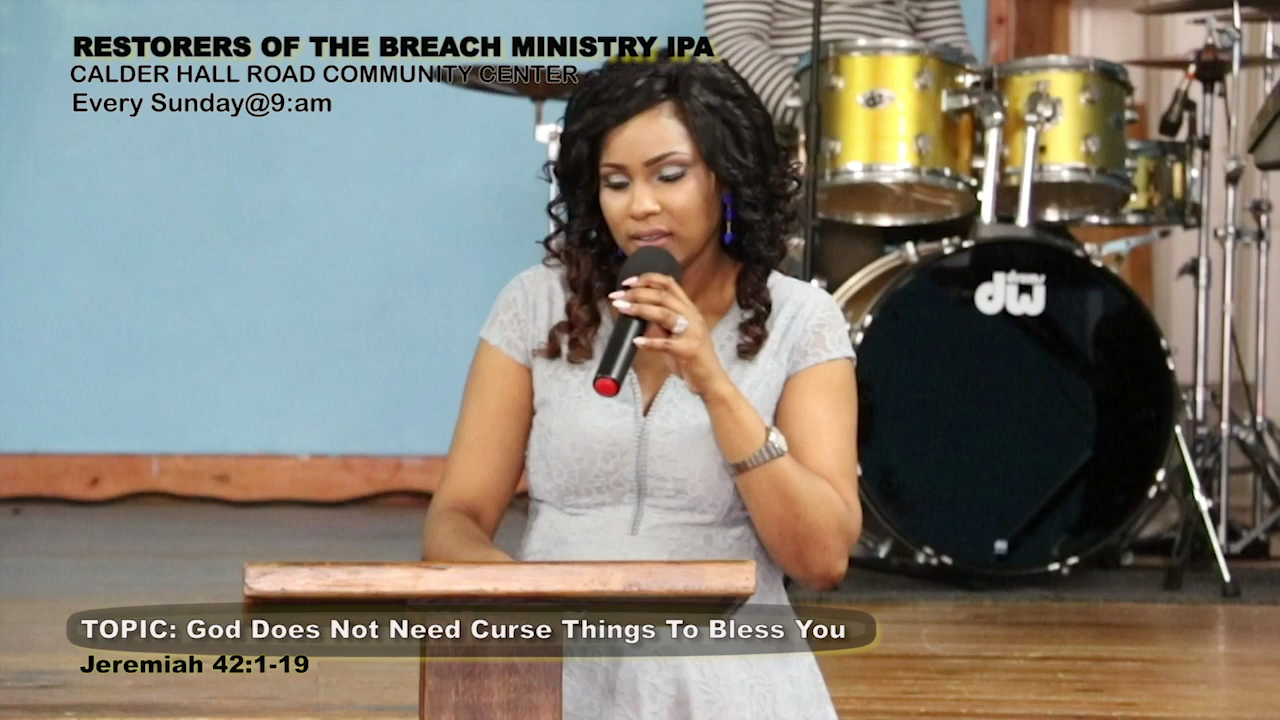 RESTORERS OF THE BREACH MINISTRY IPA
CALDER HALL ROAD COMMUNITY CENTER
Every Sunday@9:am
dw
TOPIC: God Does Not Need Curse Things To Bless You
Jeremiah 42:1-19